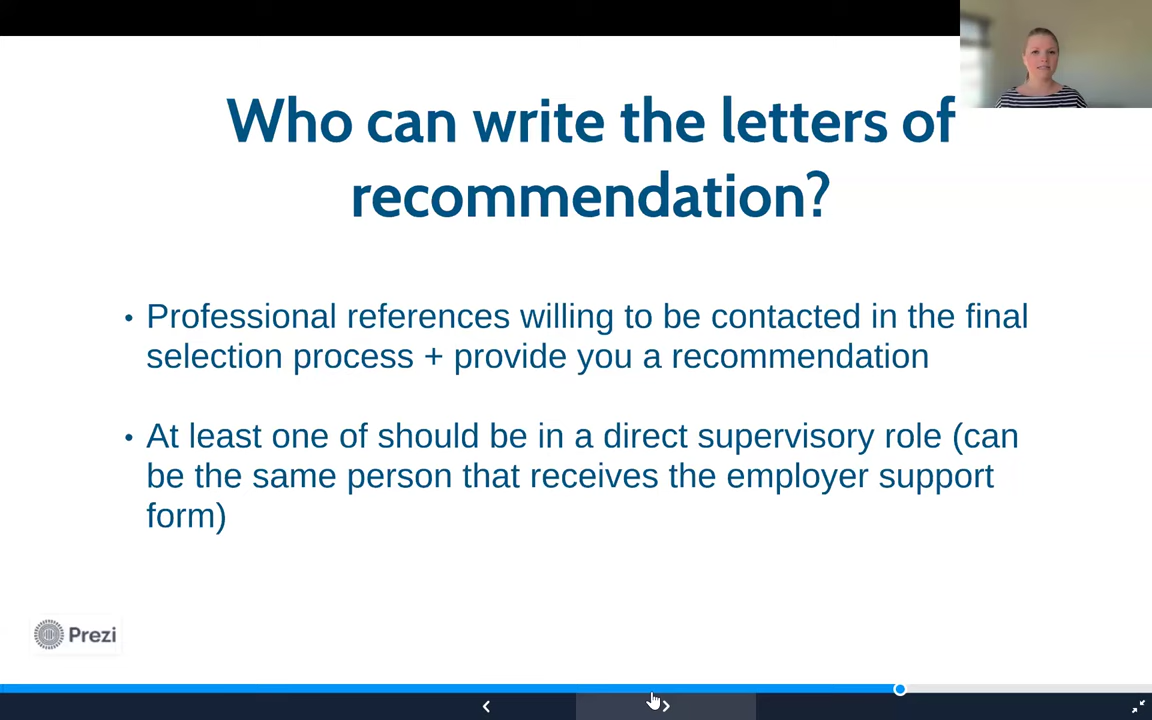 Who can write the letters of
recommendation?
• Professional references willing to be contacted in the final
selection process + provide you a recommendation
• At least one of should be in a direct supervisory role (can
be the same person that receives the employer support
form)
Prezi